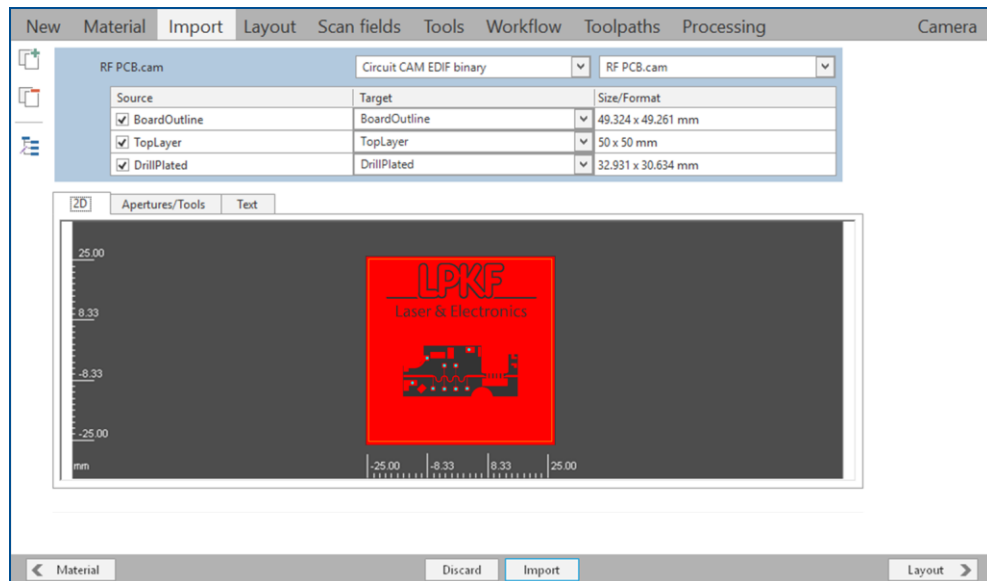 New Material Import Layout Scan fields Tools Workflow Toolpaths Processing Camera
RF PCB.cam Circuit CAM EDIF binary RF PCB.cam
Source Target Size/Format
BoardOutline BoardOutline 49.324 x 49.261 mm
TopLayer TopLayer 50 x 50 mm
DrillPlated DrillPlated 32.931 x 30.634 mm
2D Apertures/Tools Text
25.00
8.33
-8.33
-25.00
mm
LPKF
Laser & Electronics
-25.00 -8.33 8.33 25.00
Material Discard Import Layout